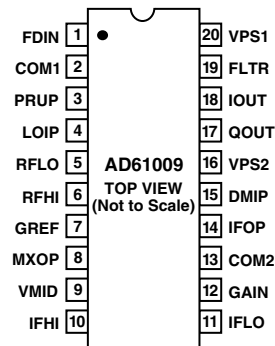 FDIN 1 20 VPS1
COM1 2 19 FLTR
PRUP 3 18 IOUT
LOIP 4 17 QOUT
RFLO 5 AD61009 16 VPS2
RFHI 6 TOP VIEW 15 DMIP
(Not to Scale)
GREF 7 14 IFOP
MXOP 8 13 COM2
VMID 9 12 GAIN
IFHI 10 11 IFLO